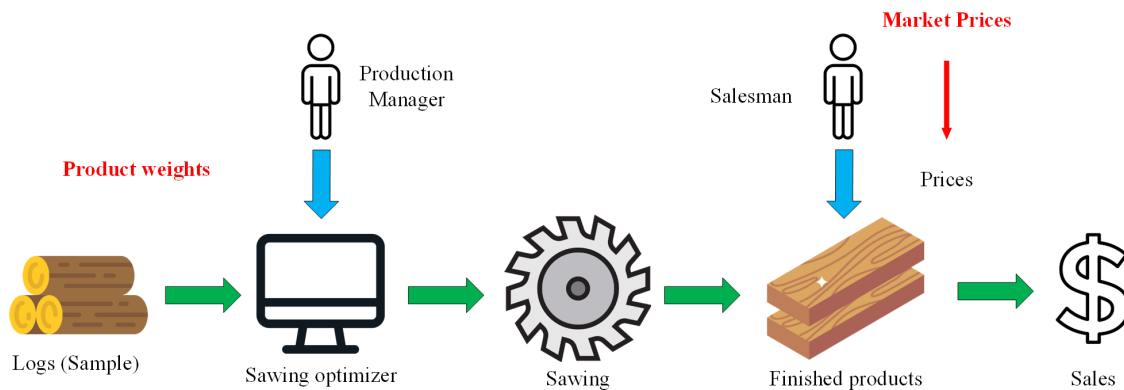 Market Prices
Production
Manager
Salesman
Product weights
Prices
Logs (Sample)
Sawing optimizer
Sawing
Finished products
Sales